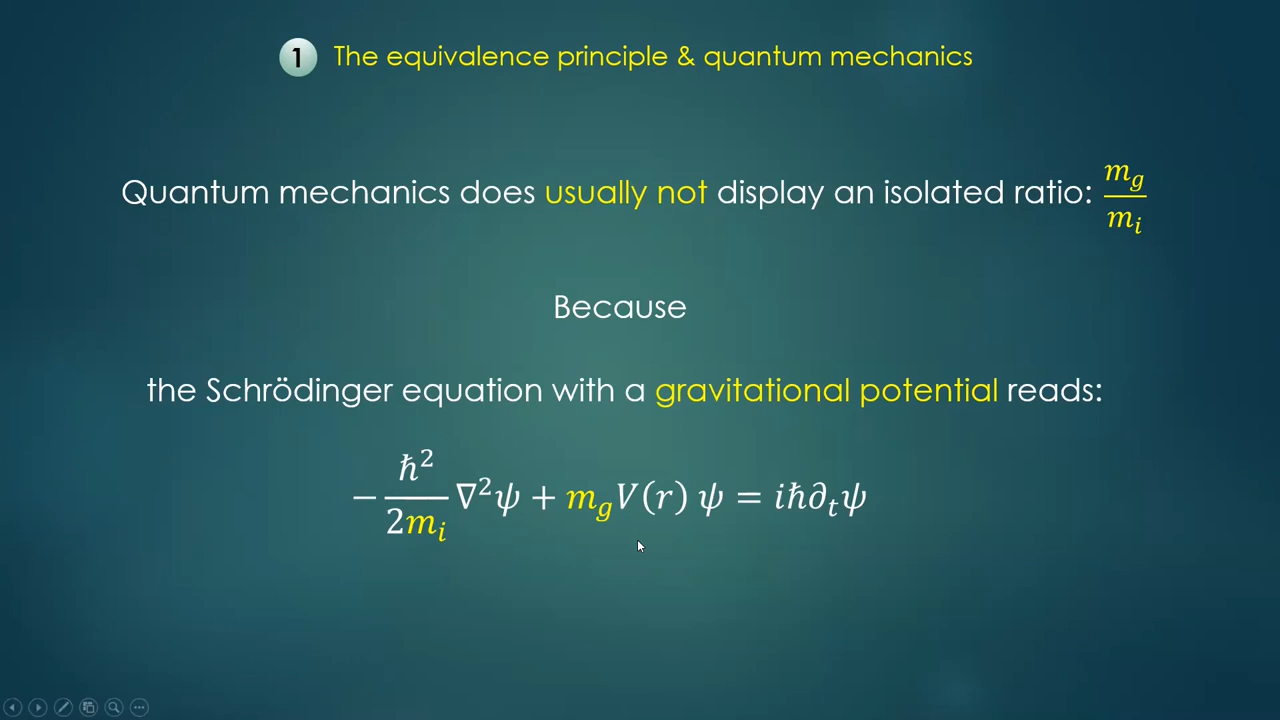 1 The equivalence principle & quantum mechanics
Quantum mechanics does usually not display an isolated ratio: m_g/m_i
Because
the Schrödinger equation with a gravitational potential reads:
−ħ²/2m_i ∇²ψ + m_g V(r) ψ = iħ∂_t ψ